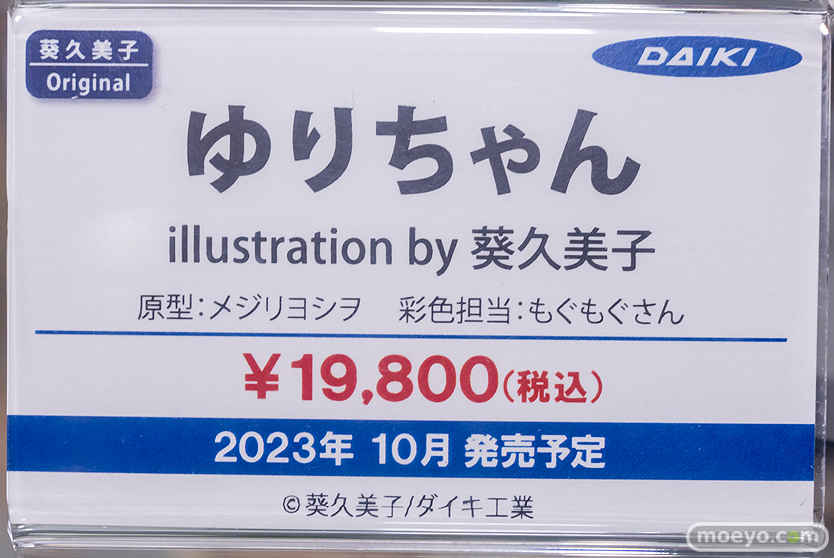 葵久美子
Original
DAIKI
ゆりちゃん
illustration by 葵久美子
原型：メジリヨシヲ　彩色担当：もぐもぐさん
¥19,800(税込)
2023年 10月 発売予定
©葵久美子/ダイキ工業
moeyo.com